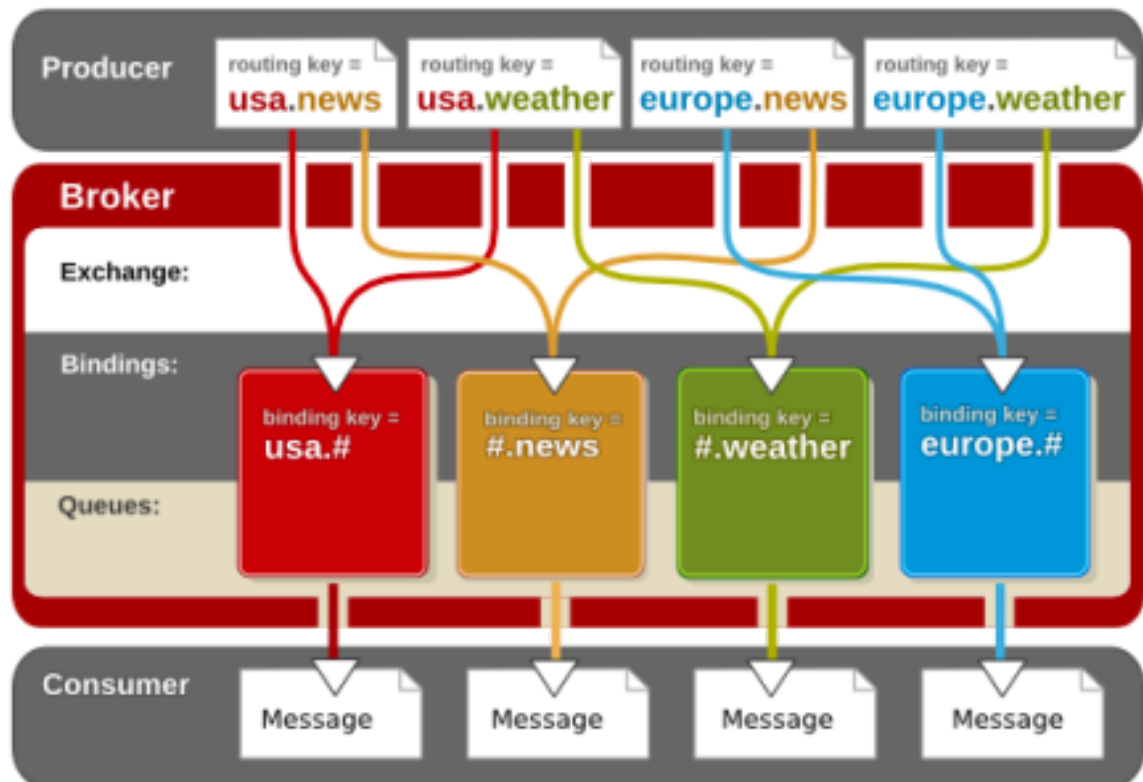 Producer
routing key =
usa.news
routing key =
usa.weather
routing key =
europe.news
routing key =
europe.weather
Broker
Exchange:
Bindings:
binding key =
usa.#
binding key =
#.news
binding key =
#.weather
binding key =
europe.#
Queues:
Consumer
Message
Message
Message
Message